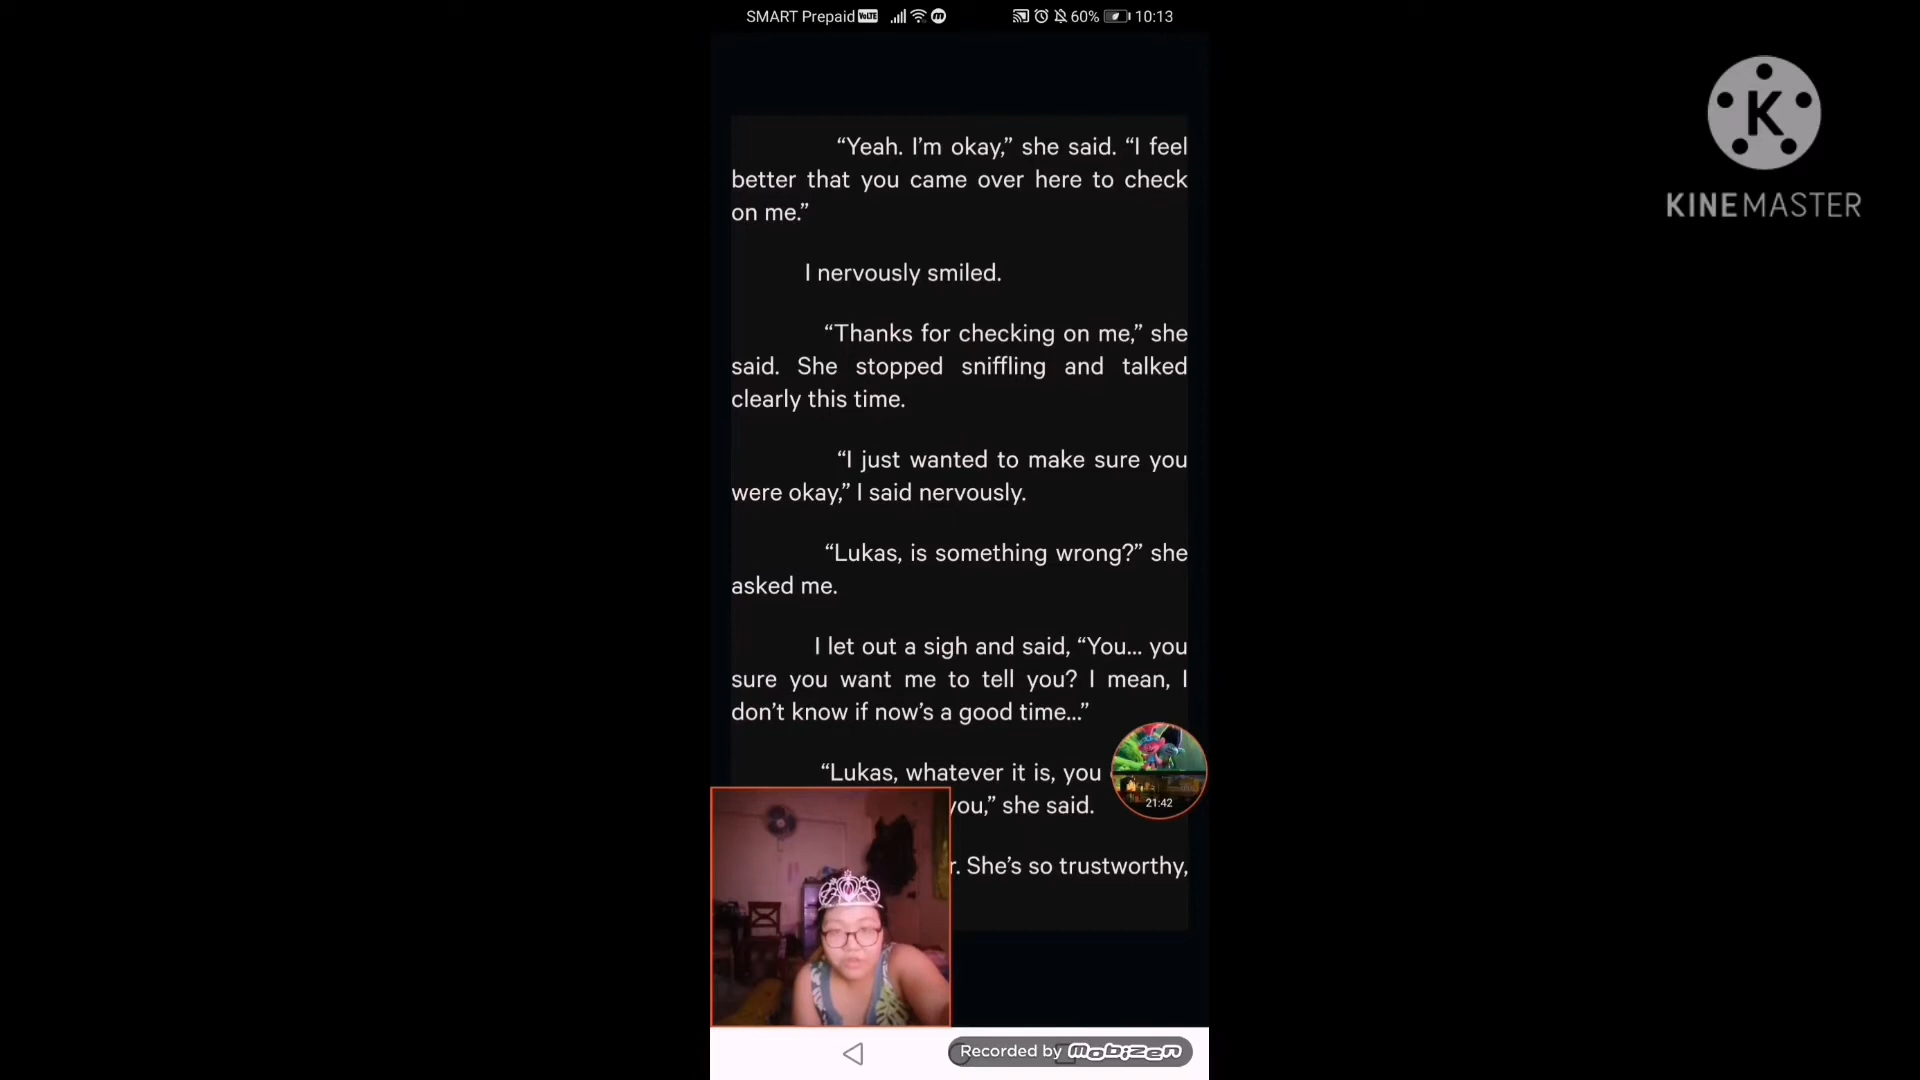 SMART Prepaid VoLTE
60% 10:13
K
KINEMASTER
“Yeah. I’m okay,” she said. “I feel
better that you came over here to check
on me.”
I nervously smiled.
“Thanks for checking on me,” she
said. She stopped sniffling and talked
clearly this time.
“I just wanted to make sure you
were okay,” I said nervously.
“Lukas, is something wrong?” she
asked me.
I let out a sigh and said, “You... you
sure you want me to tell you? I mean, I
don’t know if now’s a good time...”
“Lukas, whatever it is, you
you,” she said.
21:42
r. She’s so trustworthy,
Recorded by mobizen